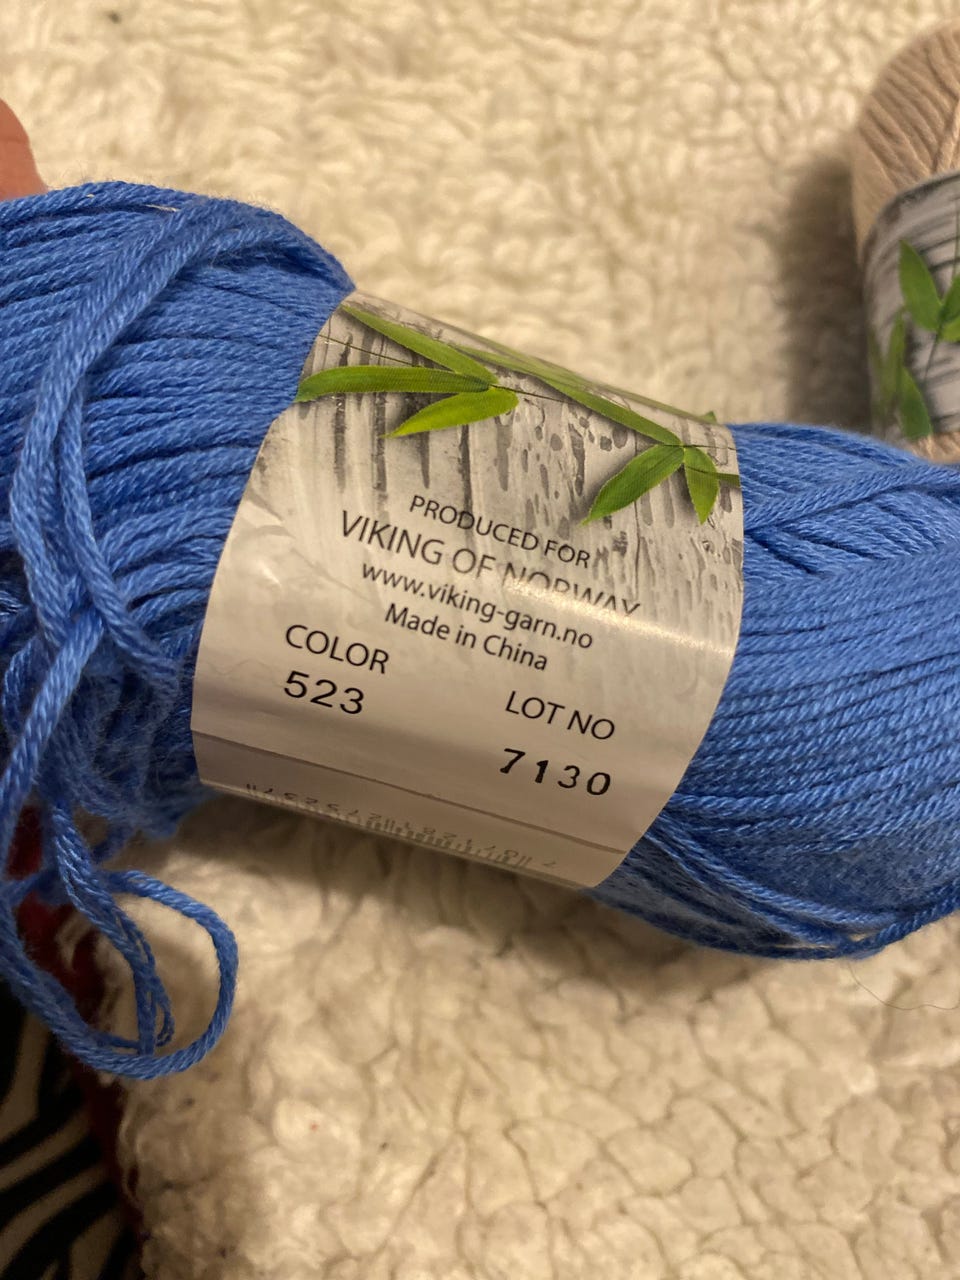 PRODUCED FOR
VIKING OF NORWAY
www.viking-garn.no
Made in China
COLOR
523
LOT NO
7130